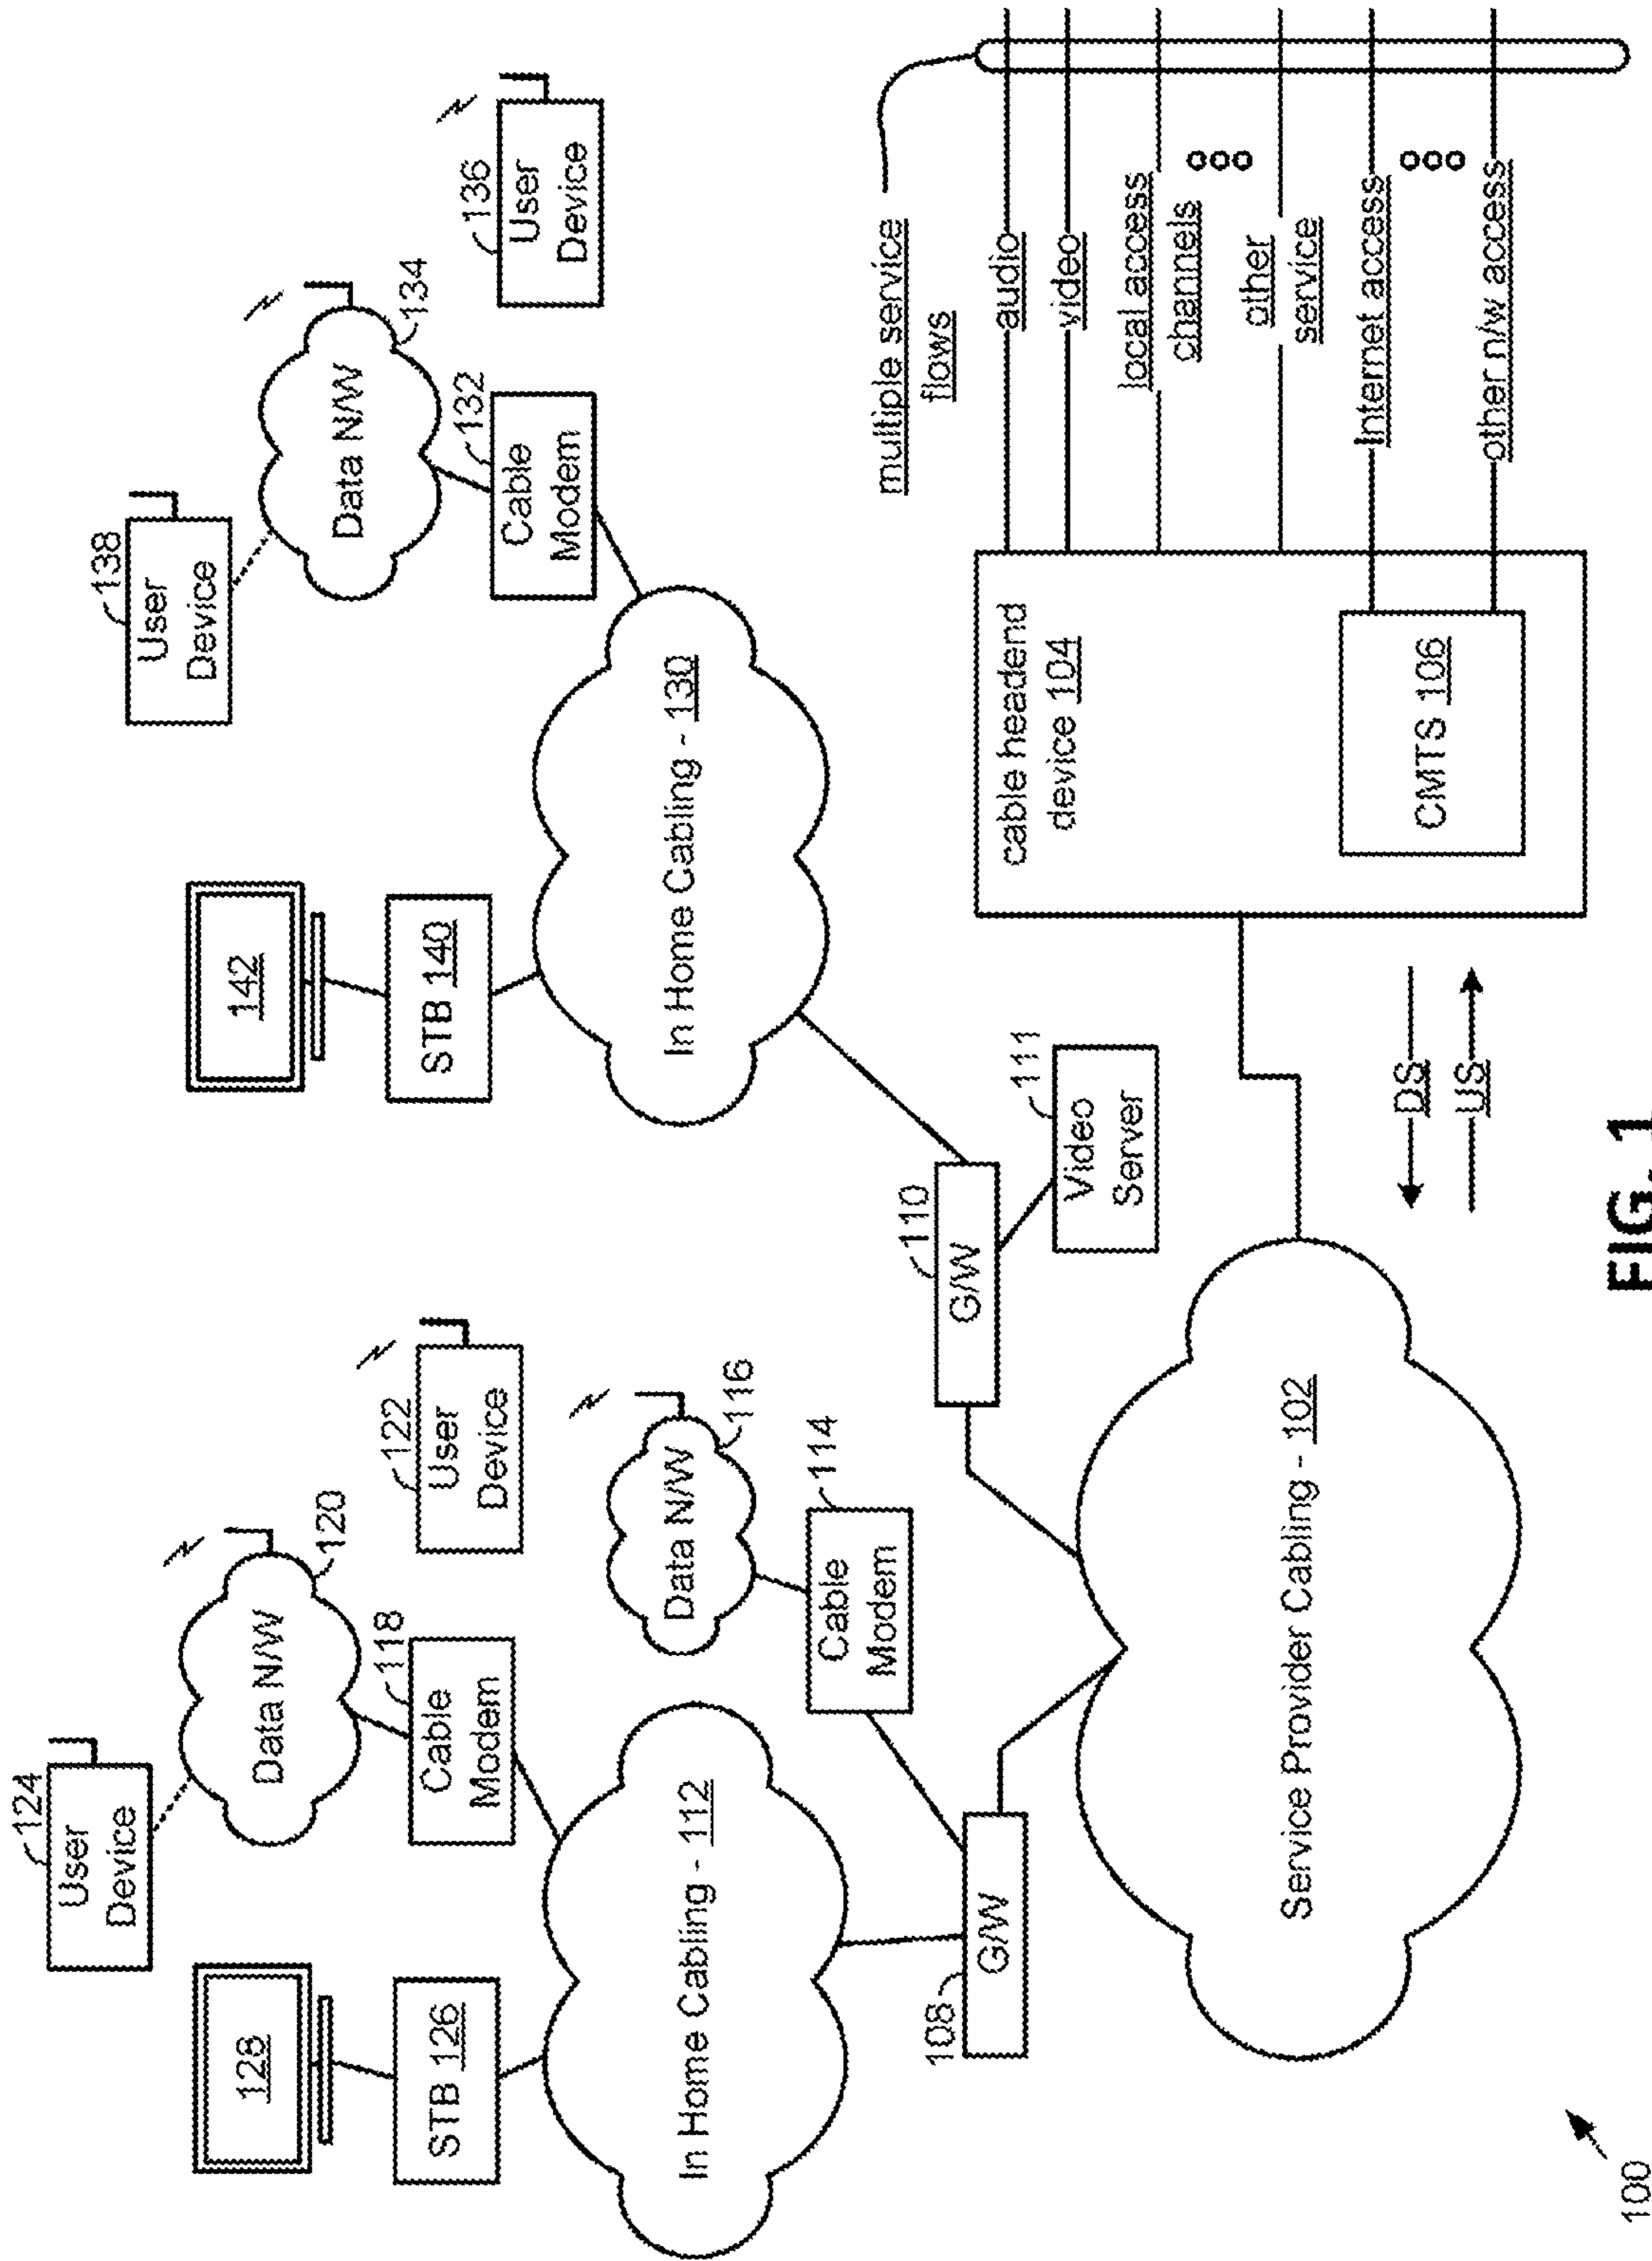 124
User
Device
128
STB 126
Data N/W
120
118
Cable
Modem
122
User
Device
In Home Cabling - 112
Data N/W
116
114
Cable
Modem
108
G/W
138
User
Device
142
STB 140
Data N/W
134
132
Cable
Modem
136
User
Device
In Home Cabling - 130
110
G/W
111
Video
Server
Service Provider Cabling - 102
cable headend
device 104
CMTS 106
multiple service
flows
audio
video
local access
channels
other
service
Internet access
other n/w access
DS
US
100
FIG. 1